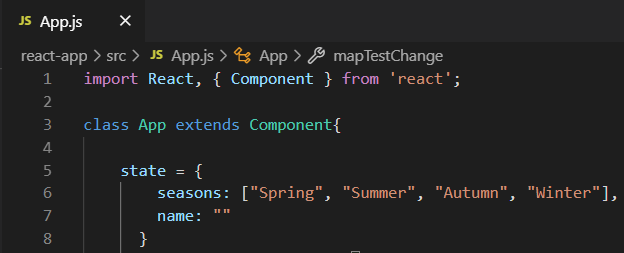 JS App.js ×
react-app > src > JS App.js > App > mapTestChange
1 import React, { Component } from 'react';
2
3 class App extends Component{
4
5 state = {
6 seasons: ["Spring", "Summer", "Autumn", "Winter"],
7 name: ""
8 }